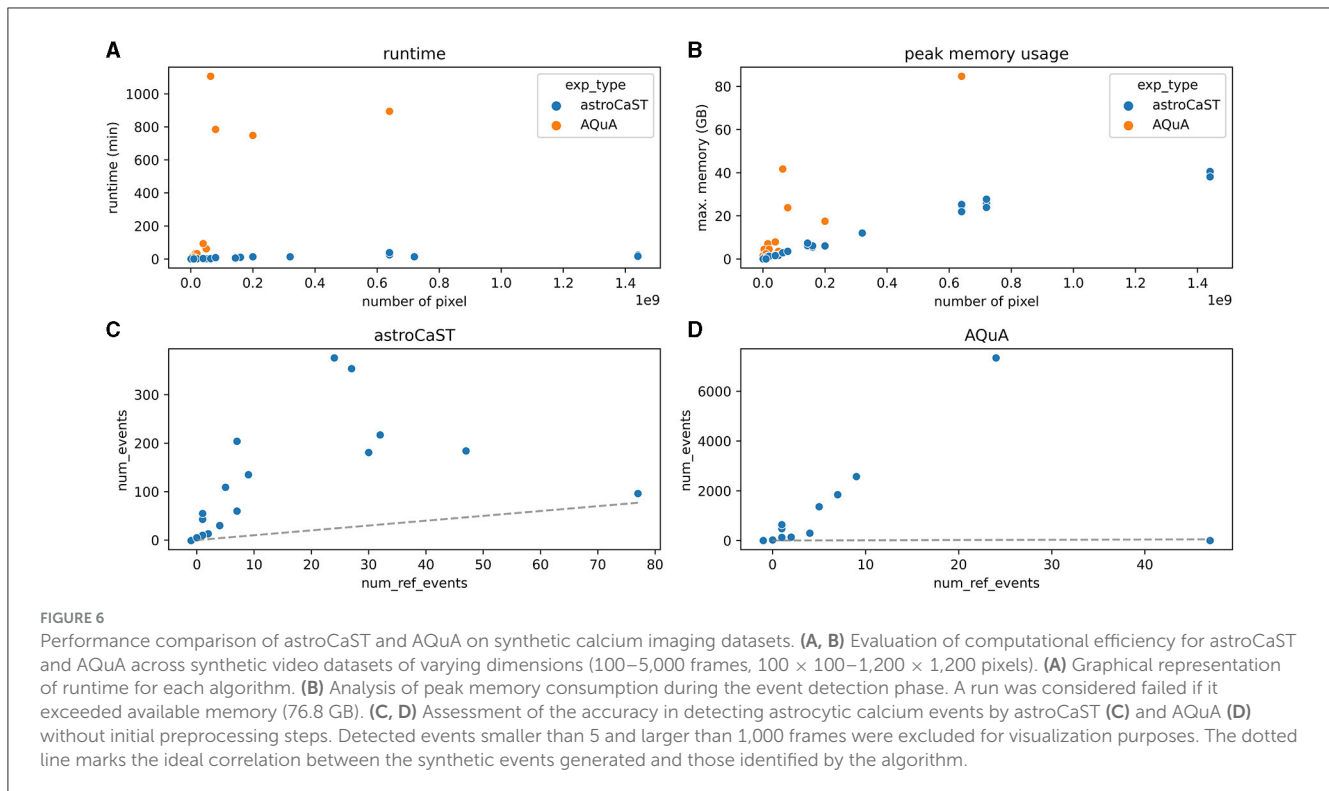 A
runtime
1000
800
600
400
200
0
runtime (min)
exp_type
astroCaST
AQuA
0.0 0.2 0.4 0.6 0.8 1.0 1.2 1.4
1e9
number of pixel
B
peak memory usage
80
60
40
20
0
max. memory (GB)
exp_type
astroCaST
AQuA
0.0 0.2 0.4 0.6 0.8 1.0 1.2 1.4
1e9
number of pixel
C
astroCaST
300
200
100
0
num_events
0 10 20 30 40 50 60 70 80
num_ref_events
D
AQuA
6000
4000
2000
0
num_events
0 20 40
num_ref_events
FIGURE 6
Performance comparison of astroCaST and AQuA on synthetic calcium imaging datasets. (A, B) Evaluation of computational efficiency for astroCaST
and AQuA across synthetic video datasets of varying dimensions (100–5,000 frames, 100 × 100–1,200 × 1,200 pixels). (A) Graphical representation
of runtime for each algorithm. (B) Analysis of peak memory consumption during the event detection phase. A run was considered failed if it
exceeded available memory (76.8 GB). (C, D) Assessment of the accuracy in detecting astrocytic calcium events by astroCaST (C) and AQuA (D)
without initial preprocessing steps. Detected events smaller than 5 and larger than 1,000 frames were excluded for visualization purposes. The dotted
line marks the ideal correlation between the synthetic events generated and those identified by the algorithm.